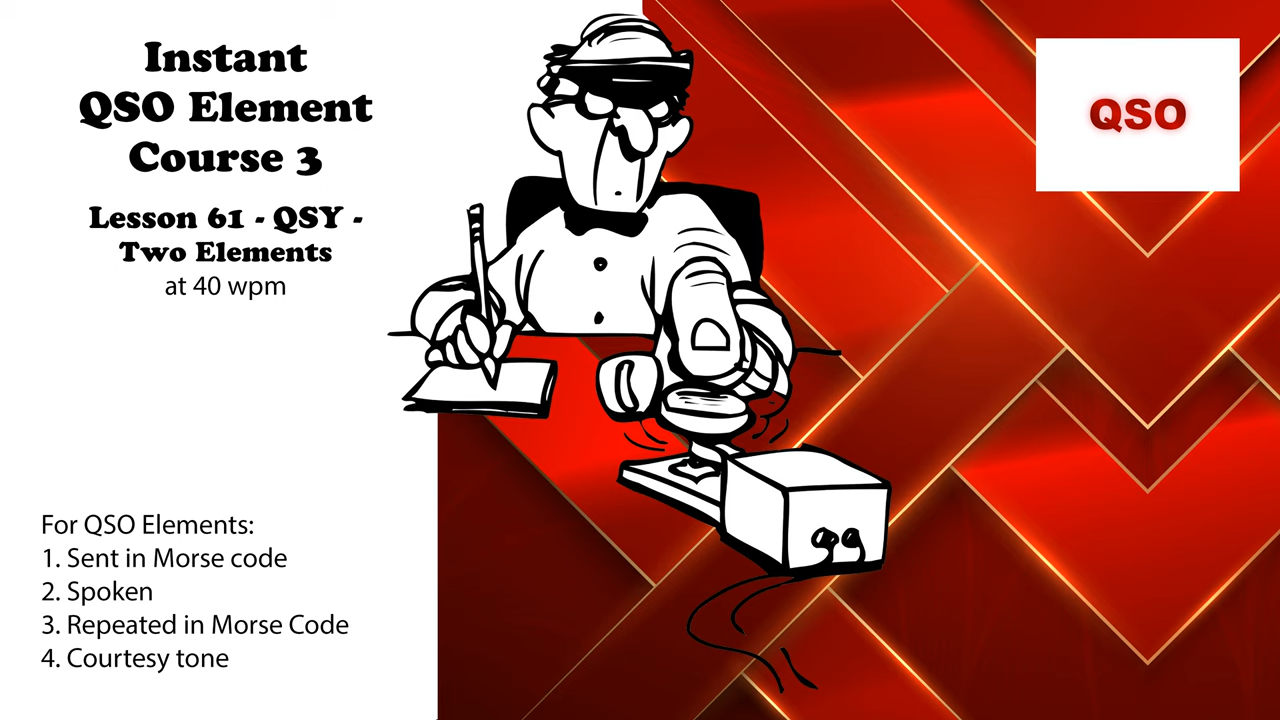 Instant
QSO Element
Course 3
Lesson 61 - QSY -
Two Elements
at 40 wpm
QSO
For QSO Elements:
1. Sent in Morse code
2. Spoken
3. Repeated in Morse Code
4. Courtesy tone